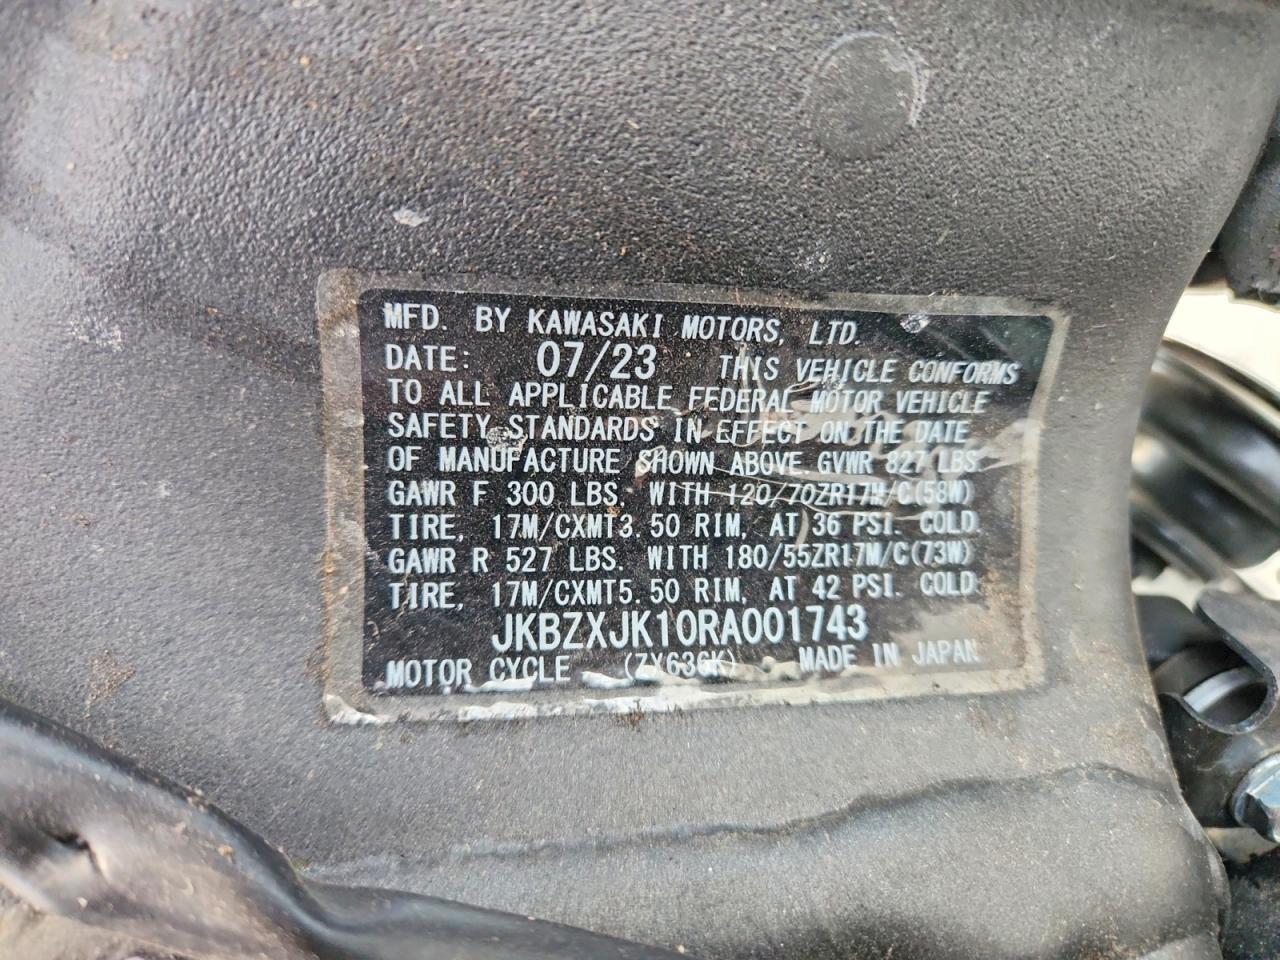 MFD. BY KAWASAKI MOTORS, LTD.
DATE: 07/23 THIS VEHICLE CONFORMS
TO ALL APPLICABLE FEDERAL MOTOR VEHICLE
SAFETY STANDARDS IN EFFECT ON THE DATE
OF MANUFACTURE SHOWN ABOVE. GVWR 827 LBS.
GAWR F 300 LBS. WITH 120/70ZR17M/C(58W)
TIRE, 17M/CXMT3.50 RIM, AT 36 PSI. COLD.
GAWR R 527 LBS. WITH 180/55ZR17M/C(73W)
TIRE, 17M/CXMT5.50 RIM, AT 42 PSI. COLD
JKBZXJK10RA001743
MOTOR CYCLE (ZX636K) MADE IN JAPAN